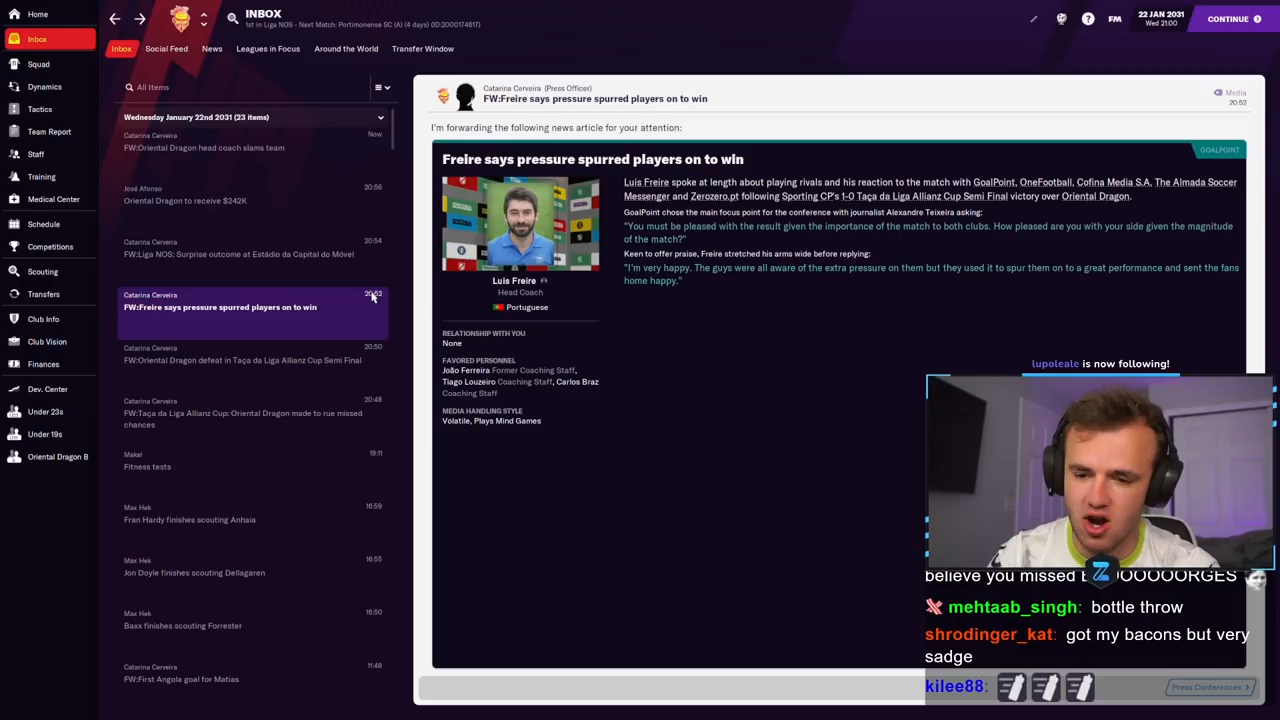 Home
Inbox
Squad
Dynamics
Tactics
Team Report
Staff
Training
Medical Center
Schedule
Competitions
Scouting
Transfers
Club Info
Club Vision
Finances
Dev. Center
Under 23s
Under 19s
Oriental Dragon B
INBOX
1st in Liga NOS - Next Match: Portimonense SC (A) (4 days) (ID:2000174617)
FM
22 JAN 2031
Wed 21:00
CONTINUE
Inbox
Social Feed
News
Leagues in Focus
Around the World
Transfer Window
All Items
Wednesday January 22nd 2031 (23 items)
Catarina Cerveira
Now
FW:Oriental Dragon head coach slams team
José Afonso
20:56
Oriental Dragon to receive $242K
Catarina Cerveira
20:54
FW:Liga NOS: Surprise outcome at Estádio da Capital do Móvel
Catarina Cerveira
20:52
FW:Freire says pressure spurred players on to win
Catarina Cerveira
20:50
FW:Oriental Dragon defeat in Taça da Liga Allianz Cup Semi Final
Catarina Cerveira
20:48
FW:Taça da Liga Allianz Cup: Oriental Dragon made to rue missed
chances
Makel
19:11
Fitness tests
Max Hek
16:59
Fran Hardy finishes scouting Anhaia
Max Hek
16:55
Jon Doyle finishes scouting Dellagaren
Max Hek
16:50
Baxx finishes scouting Forrester
Catarina Cerveira
11:48
FW:First Angola goal for Matias
Catarina Cerveira (Press Officer)
FW:Freire says pressure spurred players on to win
Media
20:52
I'm forwarding the following news article for your attention:
Freire says pressure spurred players on to win
GOALPOINT
Luis Freire
Head Coach
Portuguese
RELATIONSHIP WITH YOU
None
FAVORED PERSONNEL
João Ferreira Former Coaching Staff,
Tiago Louzeiro Coaching Staff, Carlos Braz
Coaching Staff
MEDIA HANDLING STYLE
Volatile, Plays Mind Games
Luis Freire spoke at length about playing rivals and his reaction to the match with GoalPoint, OneFootball, Cofina Media S.A, The Almada Soccer
Messenger and Zerozero.pt following Sporting CP's 1-0 Taça da Liga Allianz Cup Semi Final victory over Oriental Dragon.
GoalPoint chose the main focus point for the conference with journalist Alexandre Teixeira asking:
"You must be pleased with the result given the importance of the match to both clubs. How pleased are you with your side given the magnitude
of the match?"
Keen to offer praise, Freire stretched his arms wide before replying:
"I'm very happy. The guys were all aware of the extra pressure on them but they used it to spur them on to a great performance and sent the fans
home happy."
lupoleale is now following!
believe you missed
mehtaab_singh: bottle throw
shrodinger_kat: got my bacons but very
sadge
kilee88:
Press Conferences